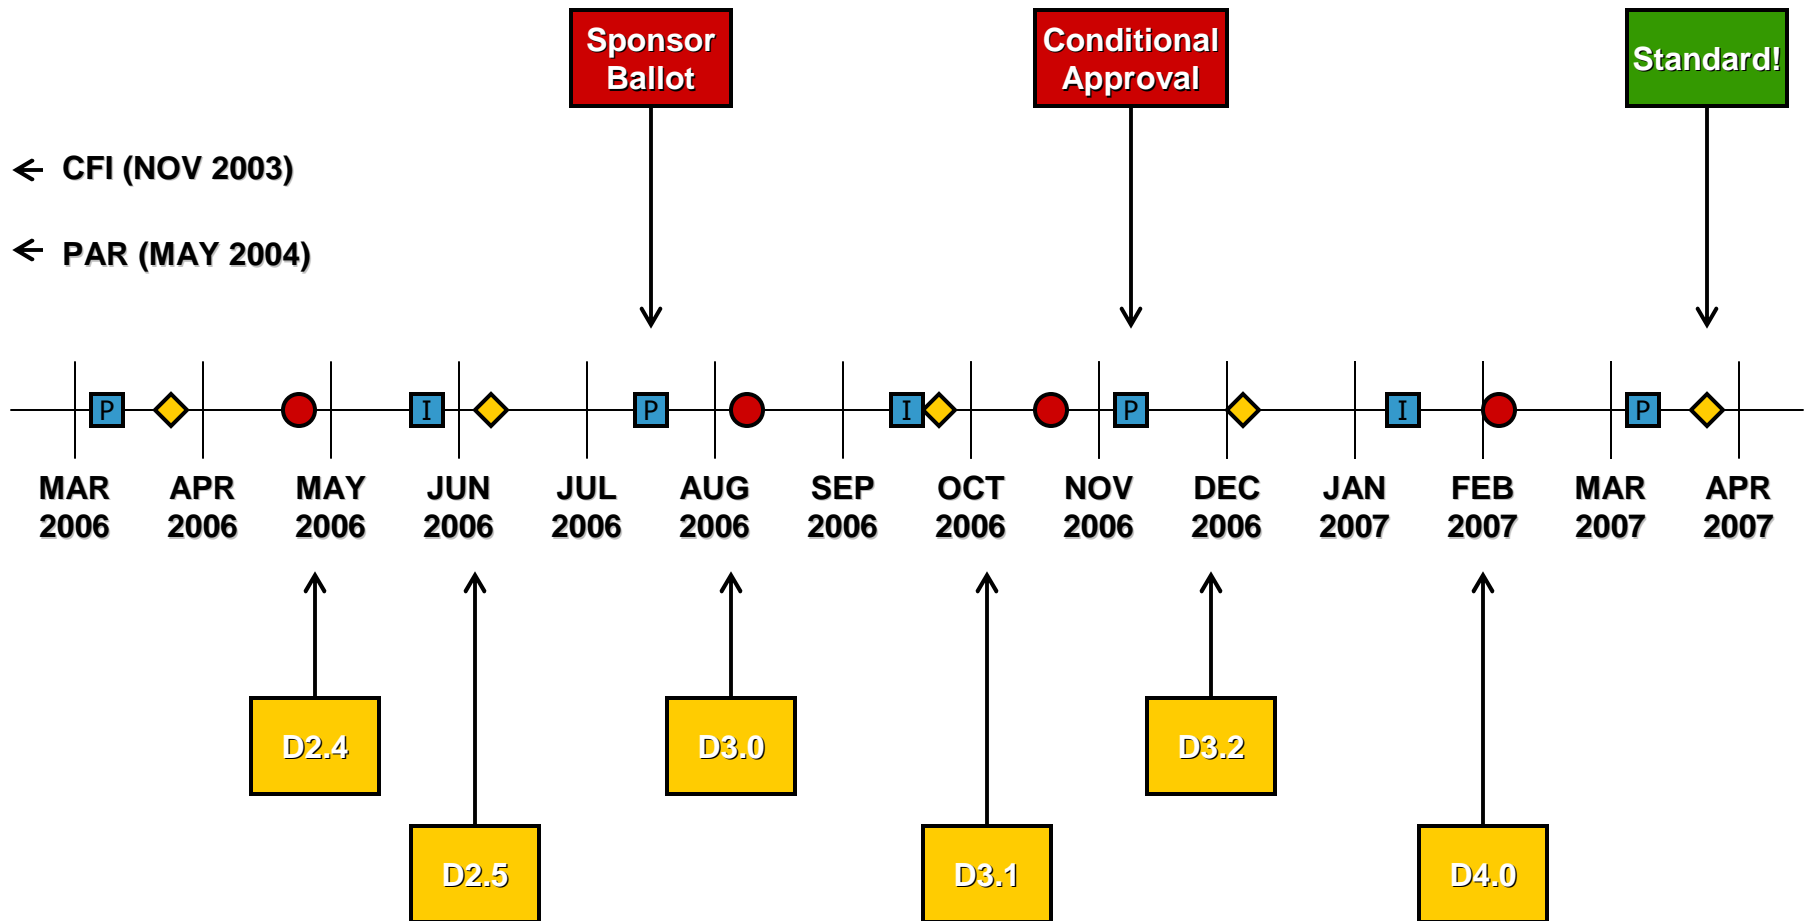 Sponsor
Ballot
Conditional
Approval
Standard!
CFI (NOV 2003)
PAR (MAY 2004)
P
I
P
I
P
I
P
MAR
2006
APR
2006
MAY
2006
JUN
2006
JUL
2006
AUG
2006
SEP
2006
OCT
2006
NOV
2006
DEC
2006
JAN
2007
FEB
2007
MAR
2007
APR
2007
D2.4
D3.0
D3.2
D2.5
D3.1
D4.0